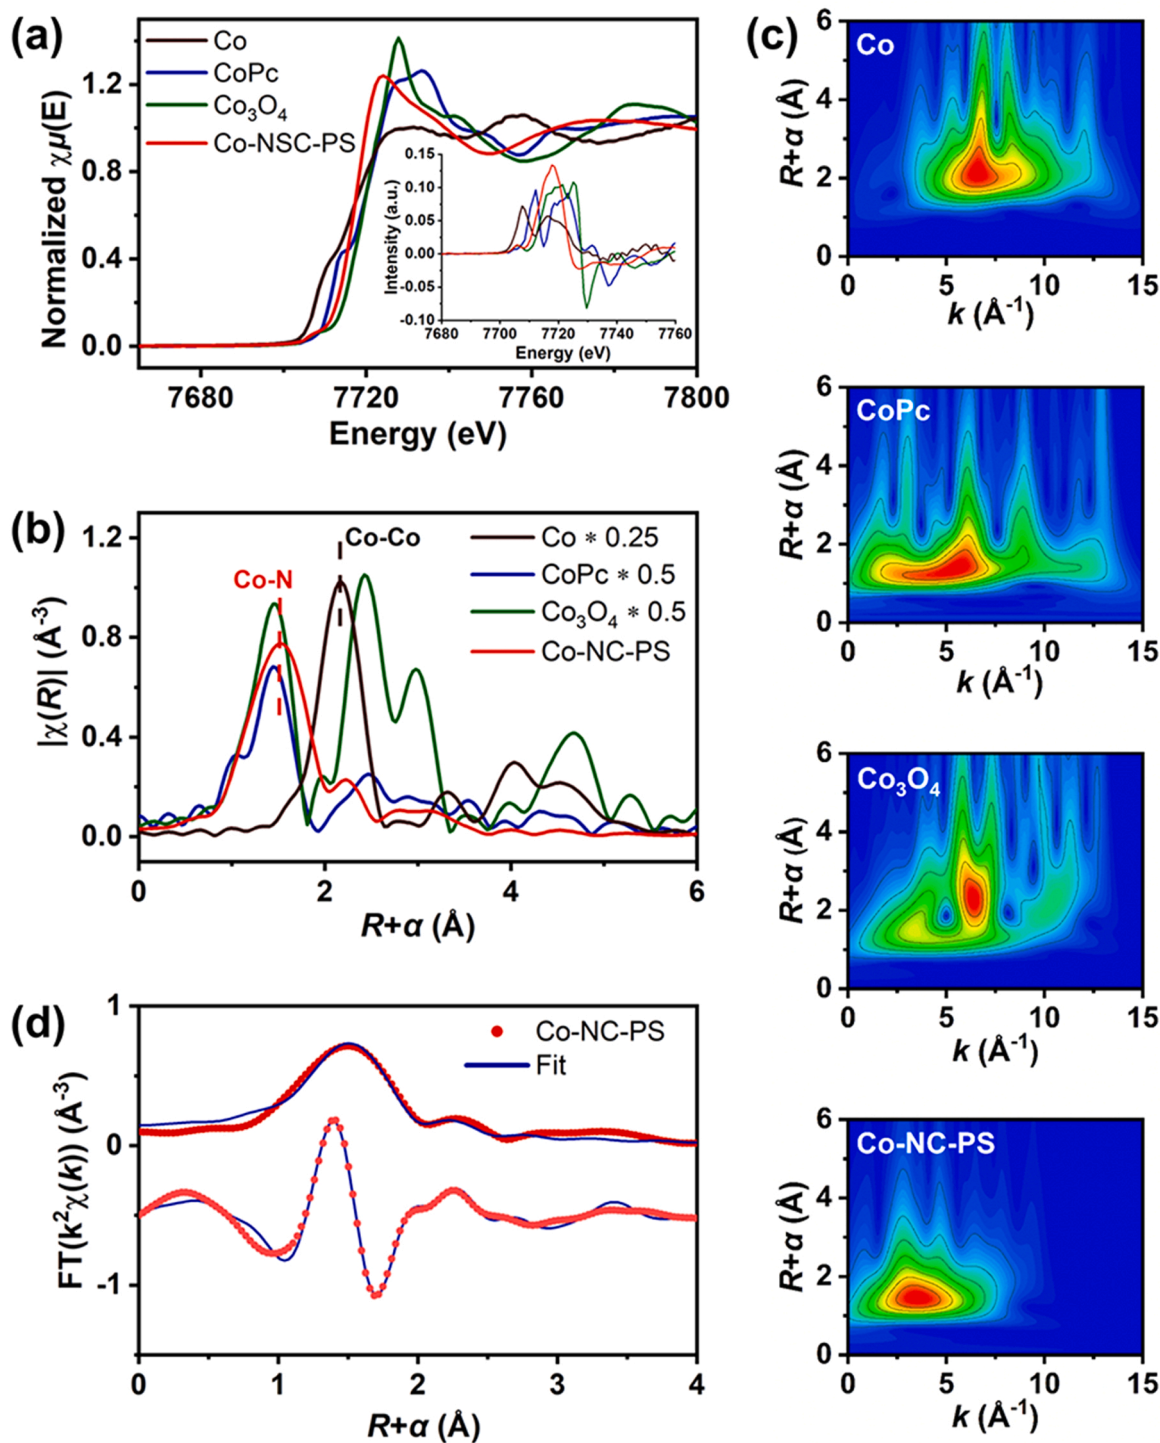 (a)
Co
CoPc
Co₃O₄
Co-NSC-PS
Normalized χμ(E)
1.2
0.8
0.4
0.0
7680
7720
7760
7800
Energy (eV)
Intensity (a.u.)
0.15
0.10
0.05
0.00
-0.05
-0.10
7680
7700
7720
7740
7760
Energy (eV)
(b)
Co-N
Co-Co
Co * 0.25
CoPc * 0.5
Co₃O₄ * 0.5
Co-NC-PS
|χ(R)| (Å⁻³)
1.2
0.8
0.4
0.0
0
2
4
6
R+α (Å)
(d)
Co-NC-PS
Fit
FT(k²χ(k)) (Å⁻³)
1
0
-1
0
1
2
3
4
R+α (Å)
(c)
Co
R+α (Å)
6
4
2
0
0
5
10
15
k (Å⁻¹)
CoPc
R+α (Å)
6
4
2
0
0
5
10
15
k (Å⁻¹)
Co₃O₄
R+α (Å)
6
4
2
0
0
5
10
15
k (Å⁻¹)
Co-NC-PS
R+α (Å)
6
4
2
0
0
5
10
15
k (Å⁻¹)